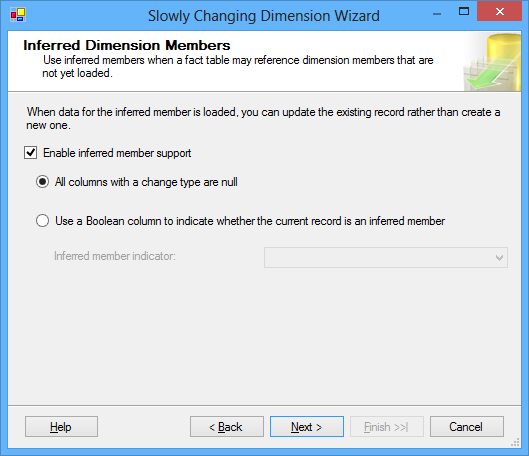 Slowly Changing Dimension Wizard
Inferred Dimension Members
Use inferred members when a fact table may reference dimension members that are
not yet loaded.
When data for the inferred member is loaded, you can update the existing record rather than create a
new one.
Enable inferred member support
All columns with a change type are null
Use a Boolean column to indicate whether the current record is an inferred member
Inferred member indicator:
Help
< Back
Next >
Finish >>|
Cancel